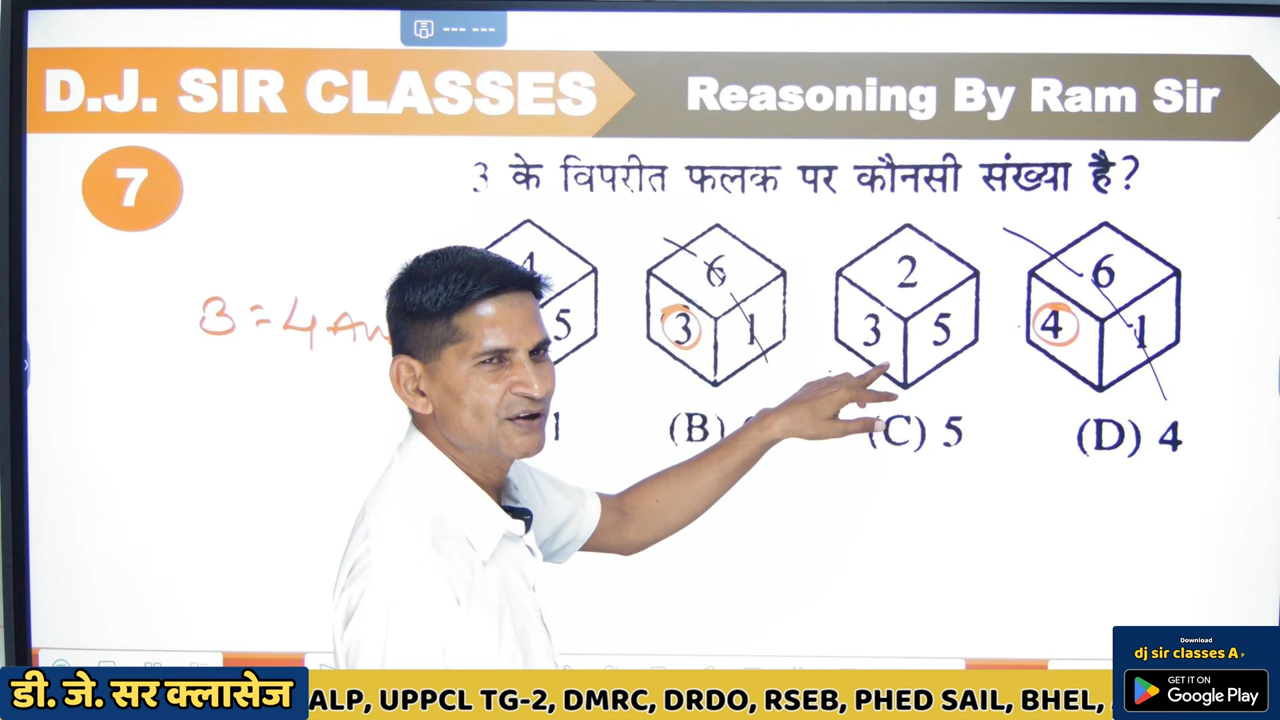 D.J. SIR CLASSES
Reasoning By Ram Sir
7
3 के विपरीत फलक पर कौनसी संख्या है?
4
5
6
3 1
2
3 5
6
4 1
3 = 4
1
(B)
(C) 5
(D) 4
डी. जे. सर क्लासेज
ALP, UPPCL TG-2, DMRC, DRDO, RSEB, PHED SAIL, BHEL,
Download
dj sir classes A
GET IT ON
Google Play